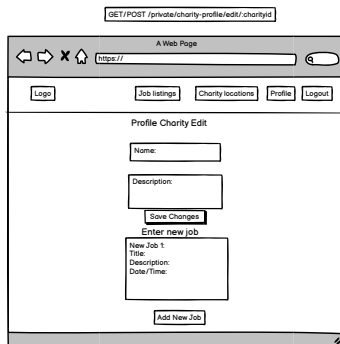 GET/POST /private/charity-profile/edit/:charityid
A Web Page
https://
Logo
Job listings
Charity locations
Profile
Logout
Profile Charity Edit
Name:
Description:
Save Changes
Enter new job
New Job 1:
Title:
Description:
Date/Time:
Add New Job